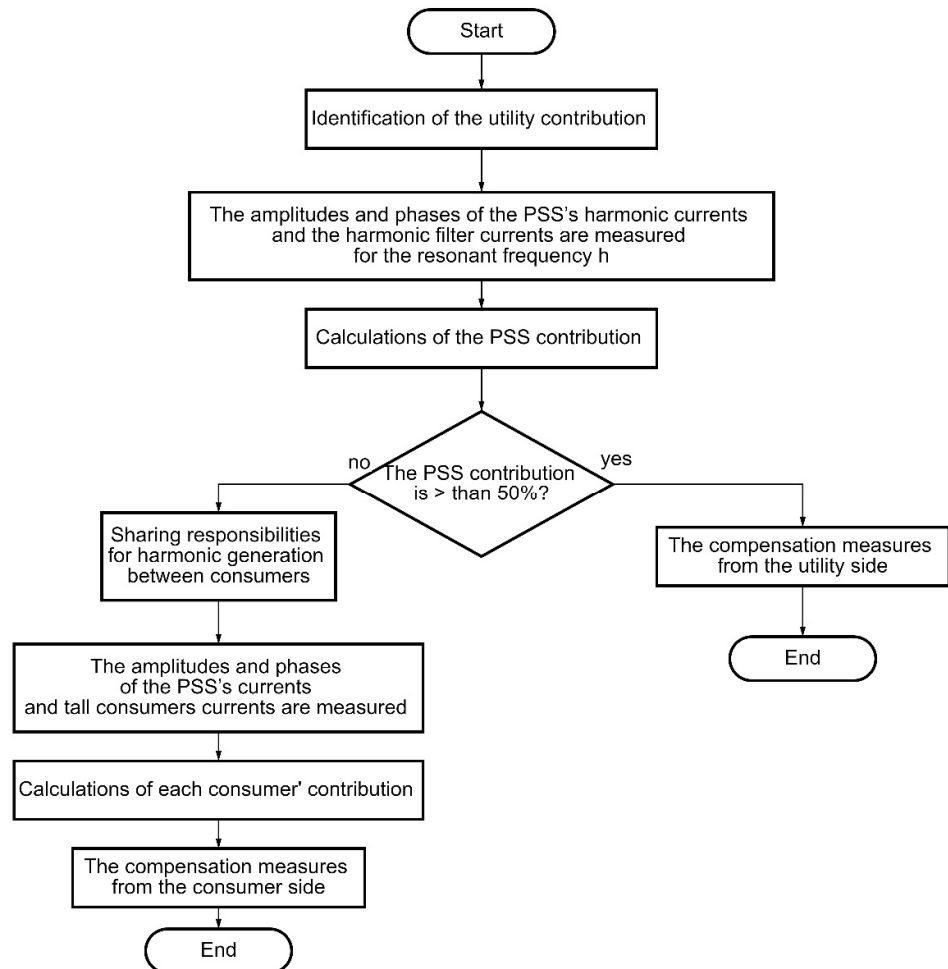 Start
Identification of the utility contribution
The amplitudes and phases of the PSS's harmonic currents
and the harmonic filter currents are measured
for the resonant frequency h
Calculations of the PSS contribution
no
The PSS contribution
is > than 50%?
yes
Sharing responsibilities
for harmonic generation
between consumers
The compensation measures
from the utility side
End
The amplitudes and phases
of the PSS's currents
and tall consumers currents are measured
Calculations of each consumer' contribution
The compensation measures
from the consumer side
End